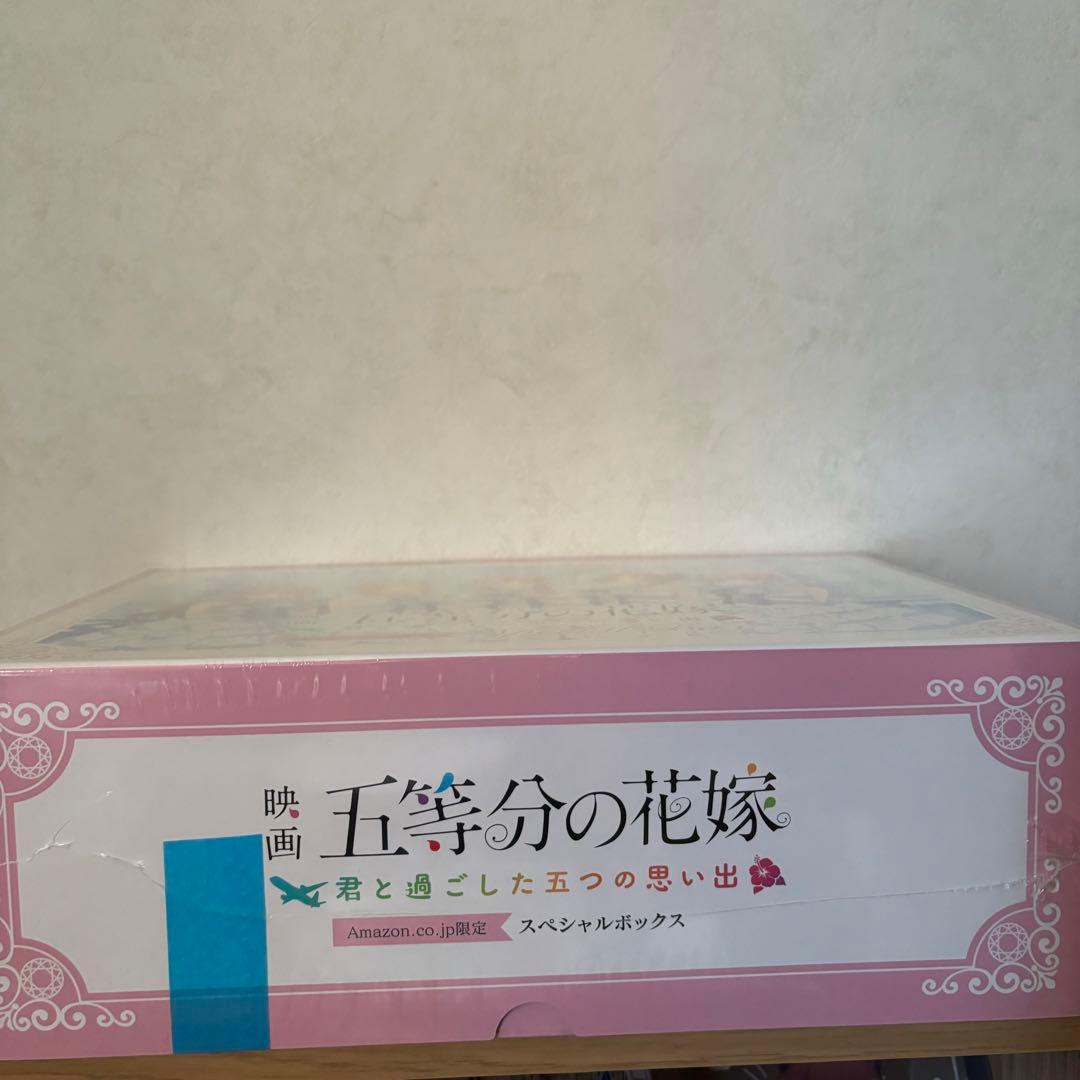 映画 五等分の花嫁
君と過ごした五つの思い出
Amazon.co.jp限定 スペシャルボックス